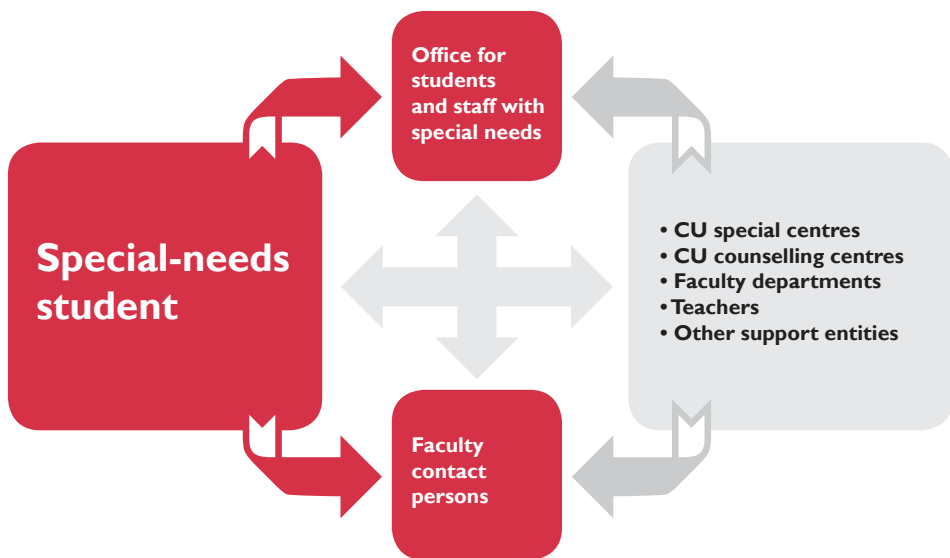 Office for
students
and staff with
special needs
Special-needs
student
• CU special centres
• CU counselling centres
• Faculty departments
• Teachers
• Other support entities
Faculty
contact
persons